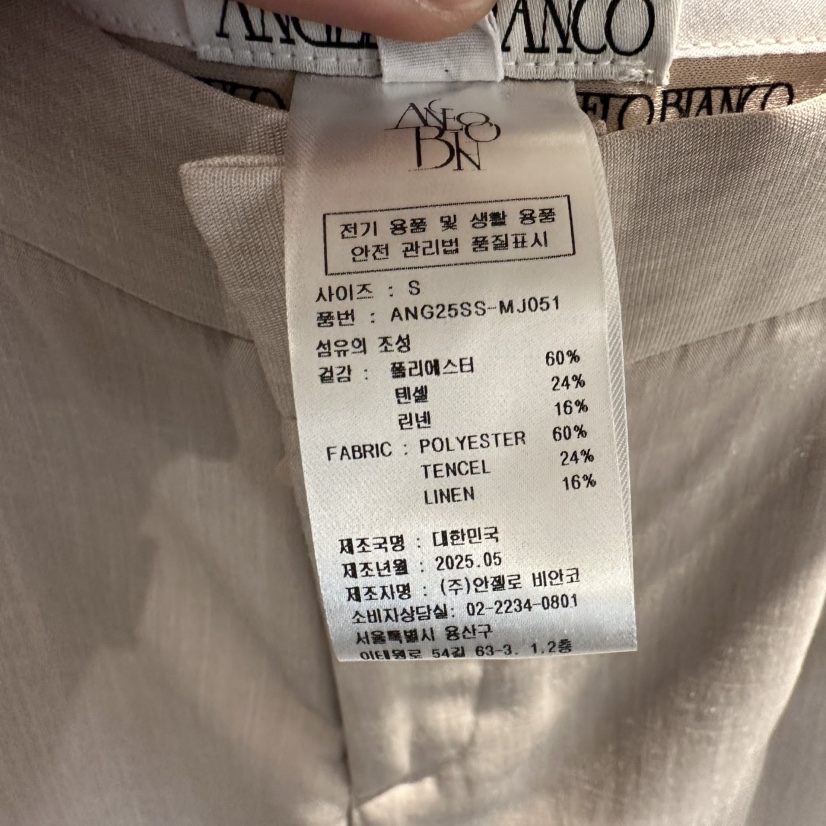 ANCO
ELO BIANCO
ANGELO
BIANCO
전기 용품 및 생활 용품
안전 관리법 품질표시
사이즈 : S
품번 : ANG25SS-MJ051
섬유의 조성
겉감 : 폴리에스터 60%
텐셀 24%
린넨 16%
FABRIC : POLYESTER 60%
TENCEL 24%
LINEN 16%
제조국명 : 대한민국
제조년월 : 2025.05
제조자명 : (주)안젤로 비안코
소비자상담실: 02-2234-0801
서울특별시 용산구
이태원로 54길 63-3. 1,2층